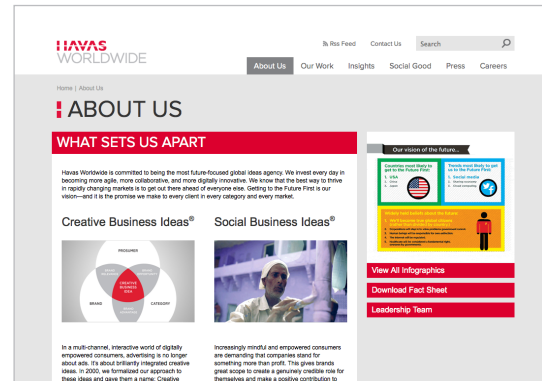 HAVAS
WORLDWIDE
Rss Feed
Contact Us
Search
About Us
Our Work
Insights
Social Good
Press
Careers
Home | About Us
ABOUT US
WHAT SETS US APART
Havas Worldwide is committed to being the most future-focused global ideas agency. We invest every day in
becoming more agile, more collaborative, and more digitally innovative. We know that the best way to thrive
in rapidly changing markets is to get out there ahead of everyone else. Getting to the Future First is our
vision—and it is the promise we make to every client in every category and every market.
Creative Business Ideas®
PROSUMER
CREATIVE
BUSINESS
IDEA
BRAND
CATEGORY
In a multi-channel, interactive world of digitally
empowered consumers, advertising is no longer
about ads. It's about brilliantly integrated creative
ideas. In 2000, we formalized our approach to
these ideas and gave them a name: Creative
Social Business Ideas®
Increasingly mindful and empowered consumers
are demanding that companies stand for
something more than profit. This gives brands
great scope to create a genuinely credible role for
themselves and make a positive contribution to
Our vision of the future...
Countries most likely to
get to the Future First:
1. USA
2. China
3. Japan
Trends most likely to get
us to the Future First:
1. Social media
View All Infographics
Download Fact Sheet
Leadership Team